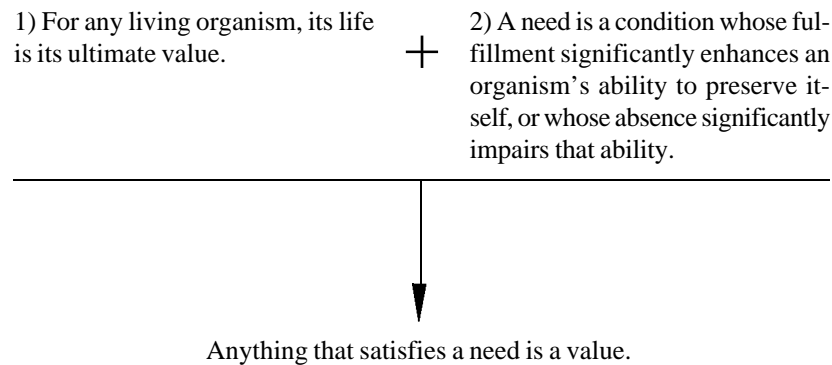 1) For any living organism, its life
is its ultimate value.
+
2) A need is a condition whose ful-
fillment significantly enhances an
organism's ability to preserve it-
self, or whose absence significantly
impairs that ability.
Anything that satisfies a need is a value.